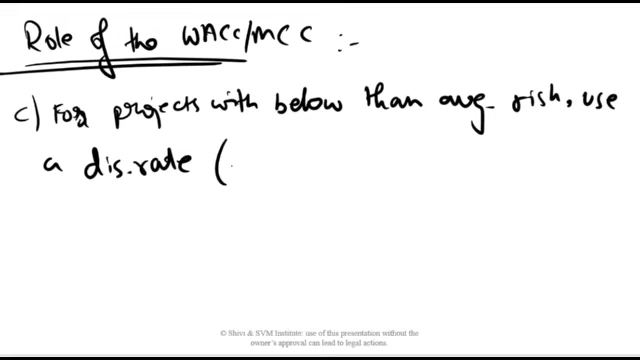 Role of the WACC/MCC :-
c) For projects with below than avg. risk, use
a dis.rate (
© Shivi & SVM Institute: use of this presentation without the
owner's approval can lead to legal actions.